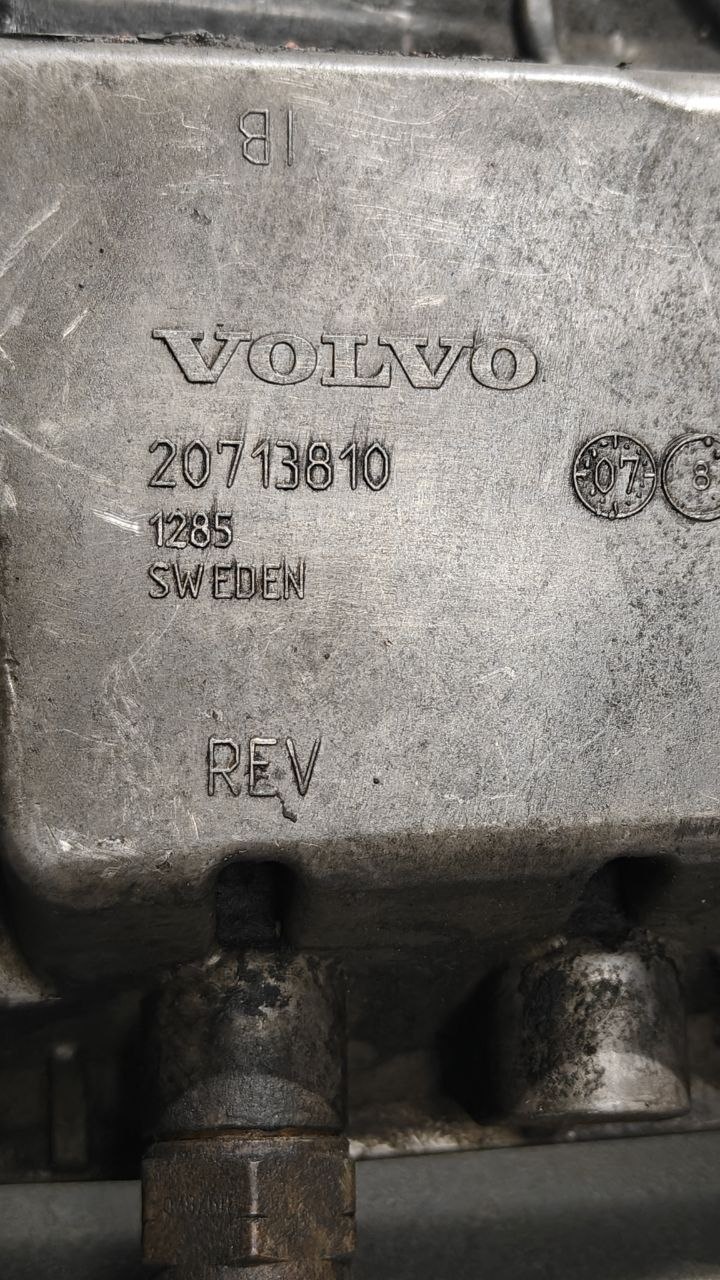 1B
VOLVO
20713810
07 8
1285
SWEDEN
REV